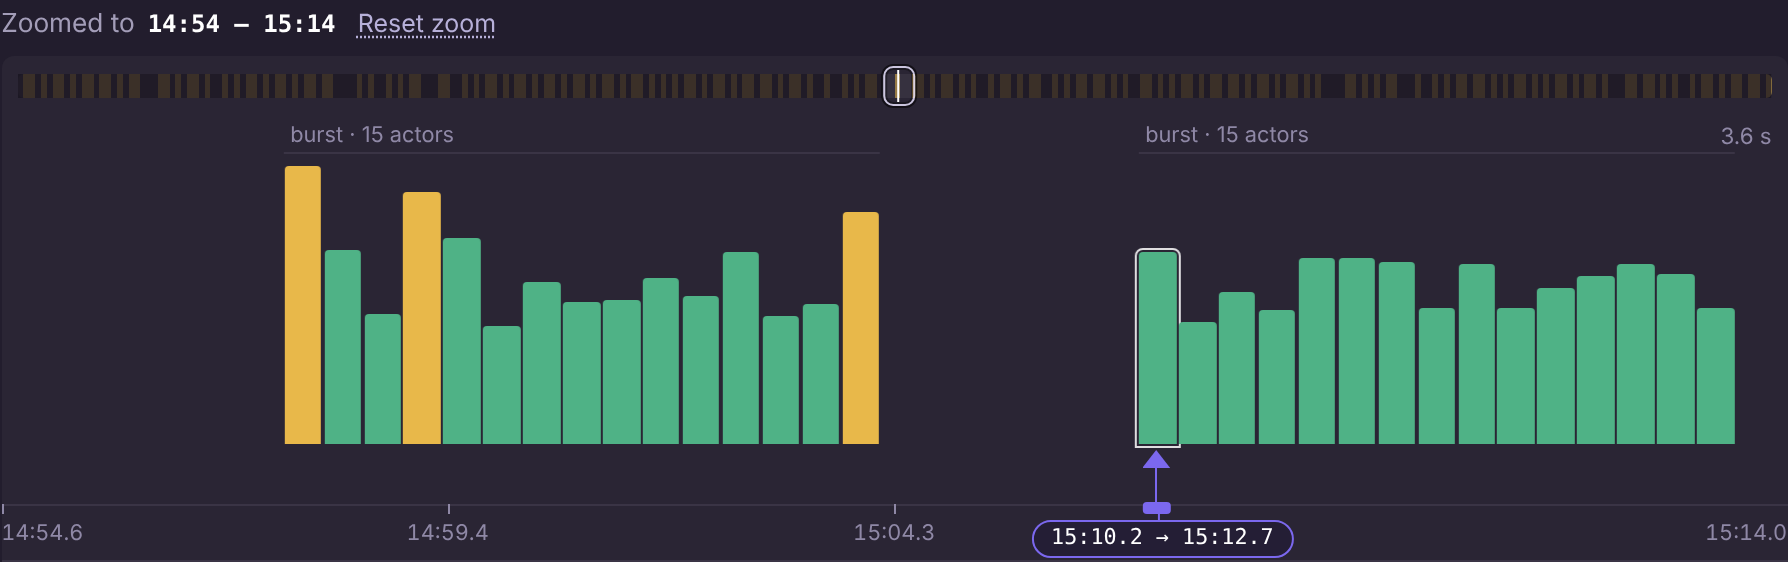 Zoomed to 14:54 – 15:14 Reset zoom
burst · 15 actors
burst · 15 actors
3.6 s
14:54.6
14:59.4
15:04.3
15:10.2 → 15:12.7
15:14.0